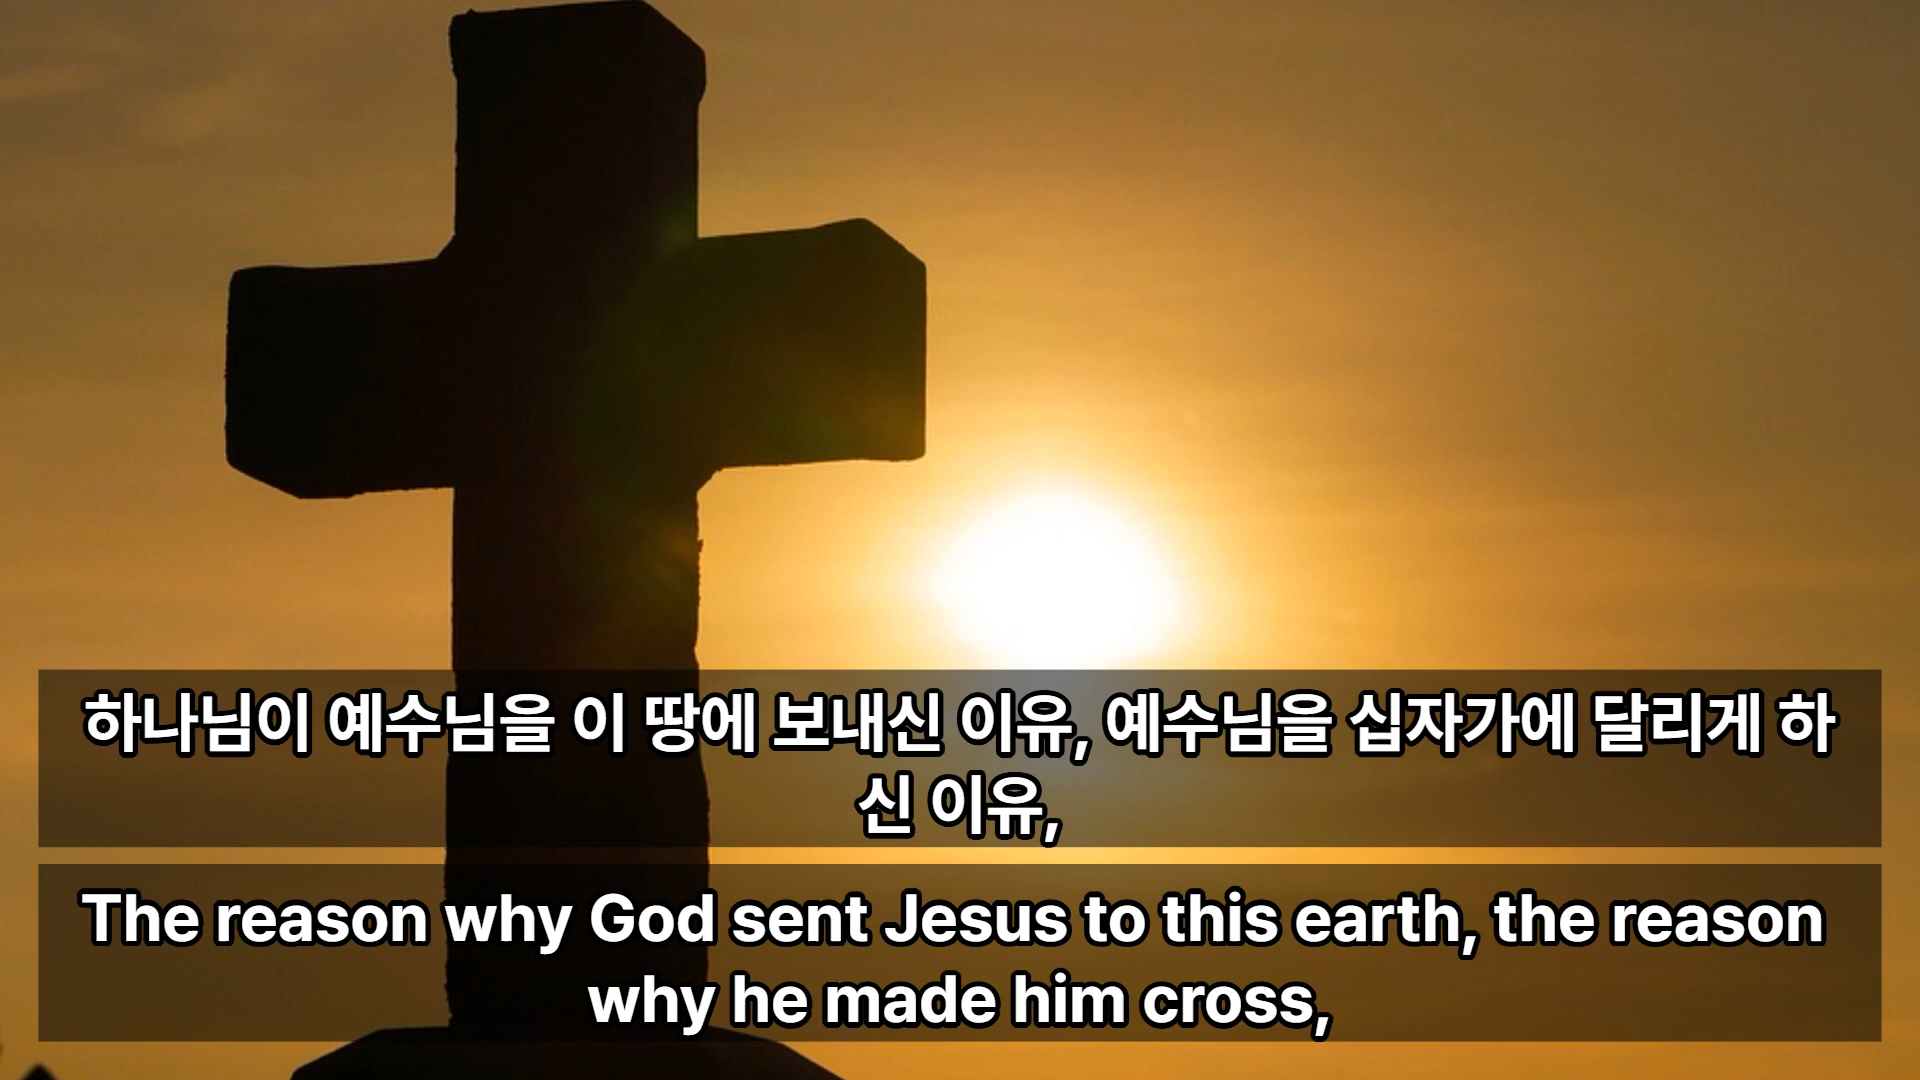 하나님이 예수님을 이 땅에 보내신 이유, 예수님을 십자가에 달리게 하
신 이유,
The reason why God sent Jesus to this earth, the reason
why he made him cross,